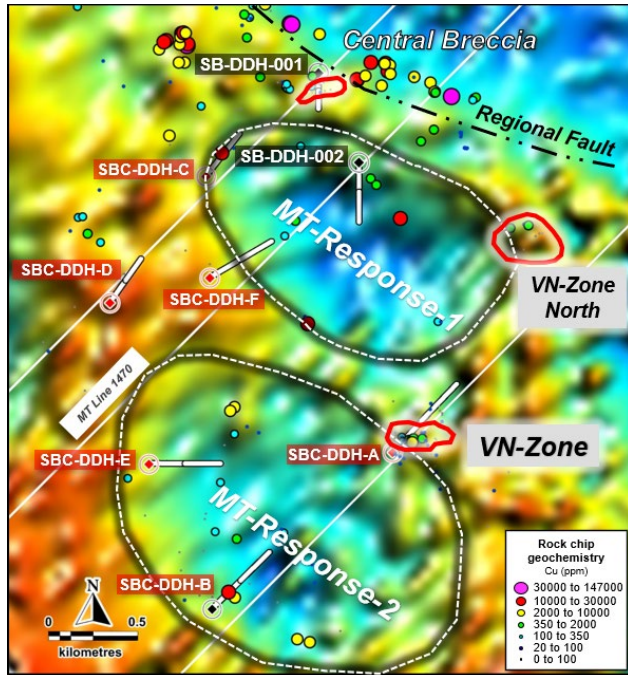 Central Breccia
SB-DDH-001
Regional Fault
SB-DDH-002
SBC-DDH-C
MT-Response-1
SBC-DDH-D
SBC-DDH-F
VN-Zone
North
MT Line 1470
VN-Zone
SBC-DDH-E
SBC-DDH-A
MT-Response-2
SBC-DDH-B
N
0 0.5
kilometres
Rock chip
geochemistry
Cu (ppm)
30000 to 147000
10000 to 30000
2000 to 10000
350 to 2000
100 to 350
20 to 100
0 to 100